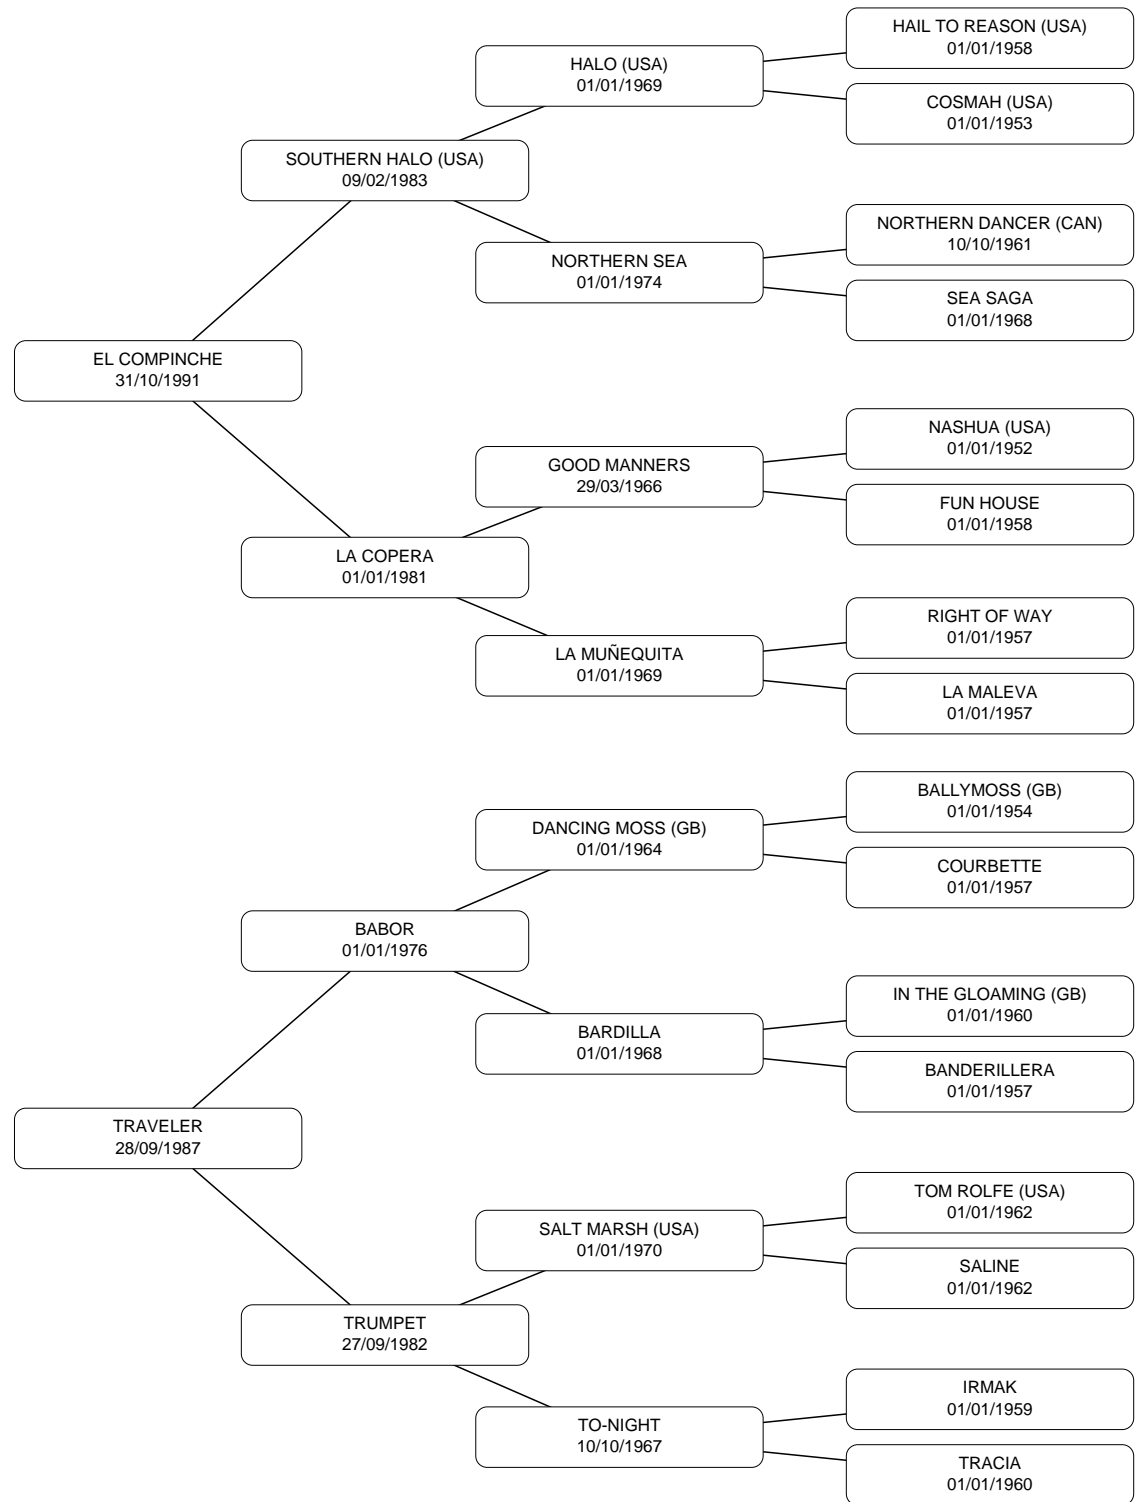 HAIL TO REASON (USA)
01/01/1958
HALO (USA)
01/01/1969
COSMAH (USA)
01/01/1953
SOUTHERN HALO (USA)
09/02/1983
NORTHERN DANCER (CAN)
10/10/1961
NORTHERN SEA
01/01/1974
SEA SAGA
01/01/1968
EL COMPINCHE
31/10/1991
NASHUA (USA)
01/01/1952
GOOD MANNERS
29/03/1966
FUN HOUSE
01/01/1958
LA COPERA
01/01/1981
RIGHT OF WAY
01/01/1957
LA MUÑEQUITA
01/01/1969
LA MALEVA
01/01/1957
BALLYMOSS (GB)
01/01/1954
DANCING MOSS (GB)
01/01/1964
COURBETTE
01/01/1957
BABOR
01/01/1976
IN THE GLOAMING (GB)
01/01/1960
BARDILLA
01/01/1968
BANDERILLERA
01/01/1957
TRAVELER
28/09/1987
TOM ROLFE (USA)
01/01/1962
SALT MARSH (USA)
01/01/1970
SALINE
01/01/1962
TRUMPET
27/09/1982
IRMAK
01/01/1959
TO-NIGHT
10/10/1967
TRACIA
01/01/1960